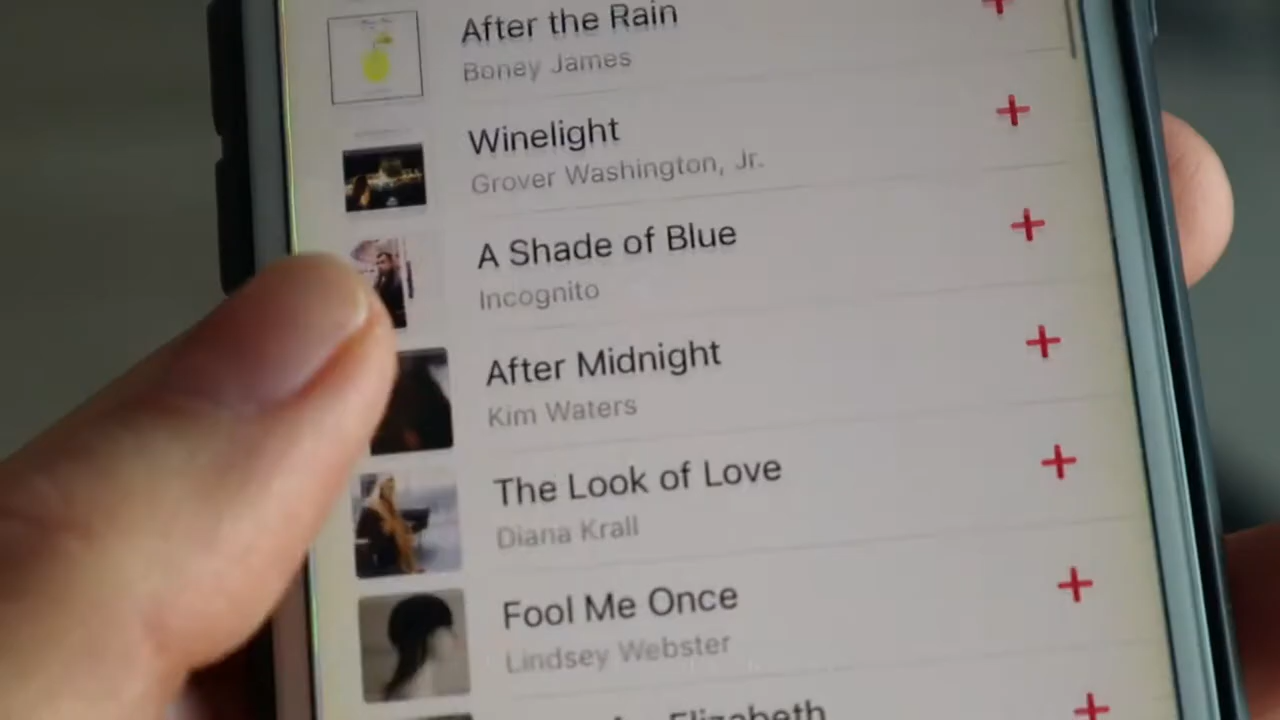 After the Rain
Boney James
Winelight
Grover Washington, Jr.
A Shade of Blue
Incognito
After Midnight
Kim Waters
The Look of Love
Diana Krall
Fool Me Once
Lindsey Webster
Elizabeth